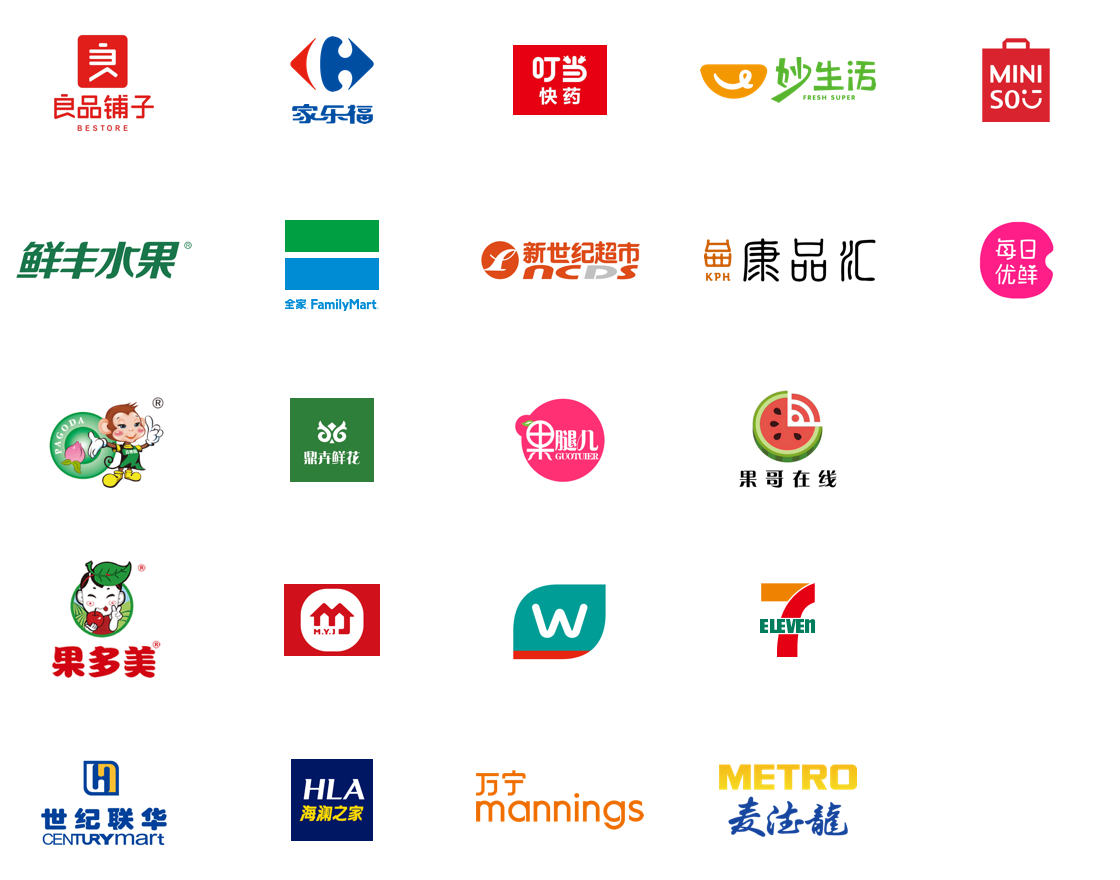 良
良品铺子
BESTORE
家乐福
叮当
快药
妙生活
FRESH SUPER
MINI
SO
鲜丰水果®
全家 FamilyMart
新世纪超市
NCDS
KPH
康品汇
每日
优鲜
PAGODA
®
鼎卉鲜花
果腿儿
GUOTUIER
果哥在线
®
果多美®
M.Y.J
W
7
ELEVEn
世纪联华
CENTURYmart
HLA
海澜之家
万宁
mannings
METRO
麦德龍